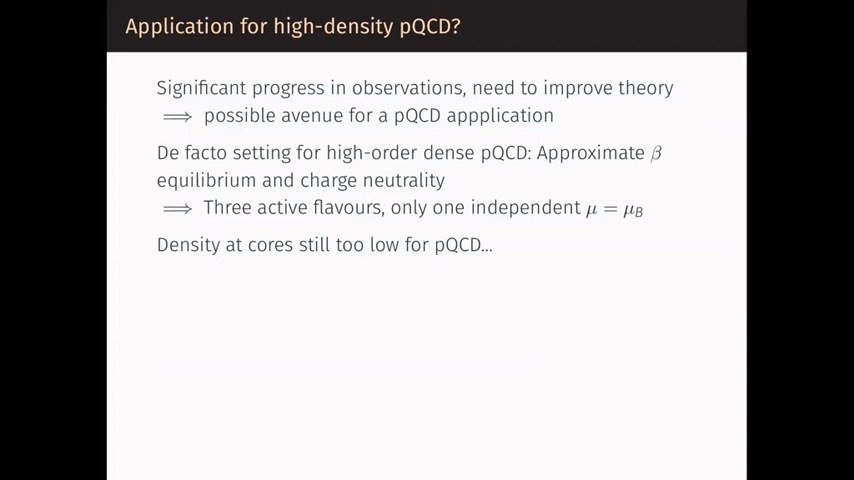 Application for high-density pQCD?
Significant progress in observations, need to improve theory
⟹ possible avenue for a pQCD appplication
De facto setting for high-order dense pQCD: Approximate β
equilibrium and charge neutrality
⟹ Three active flavours, only one independent μ = μ_B
Density at cores still too low for pQCD...